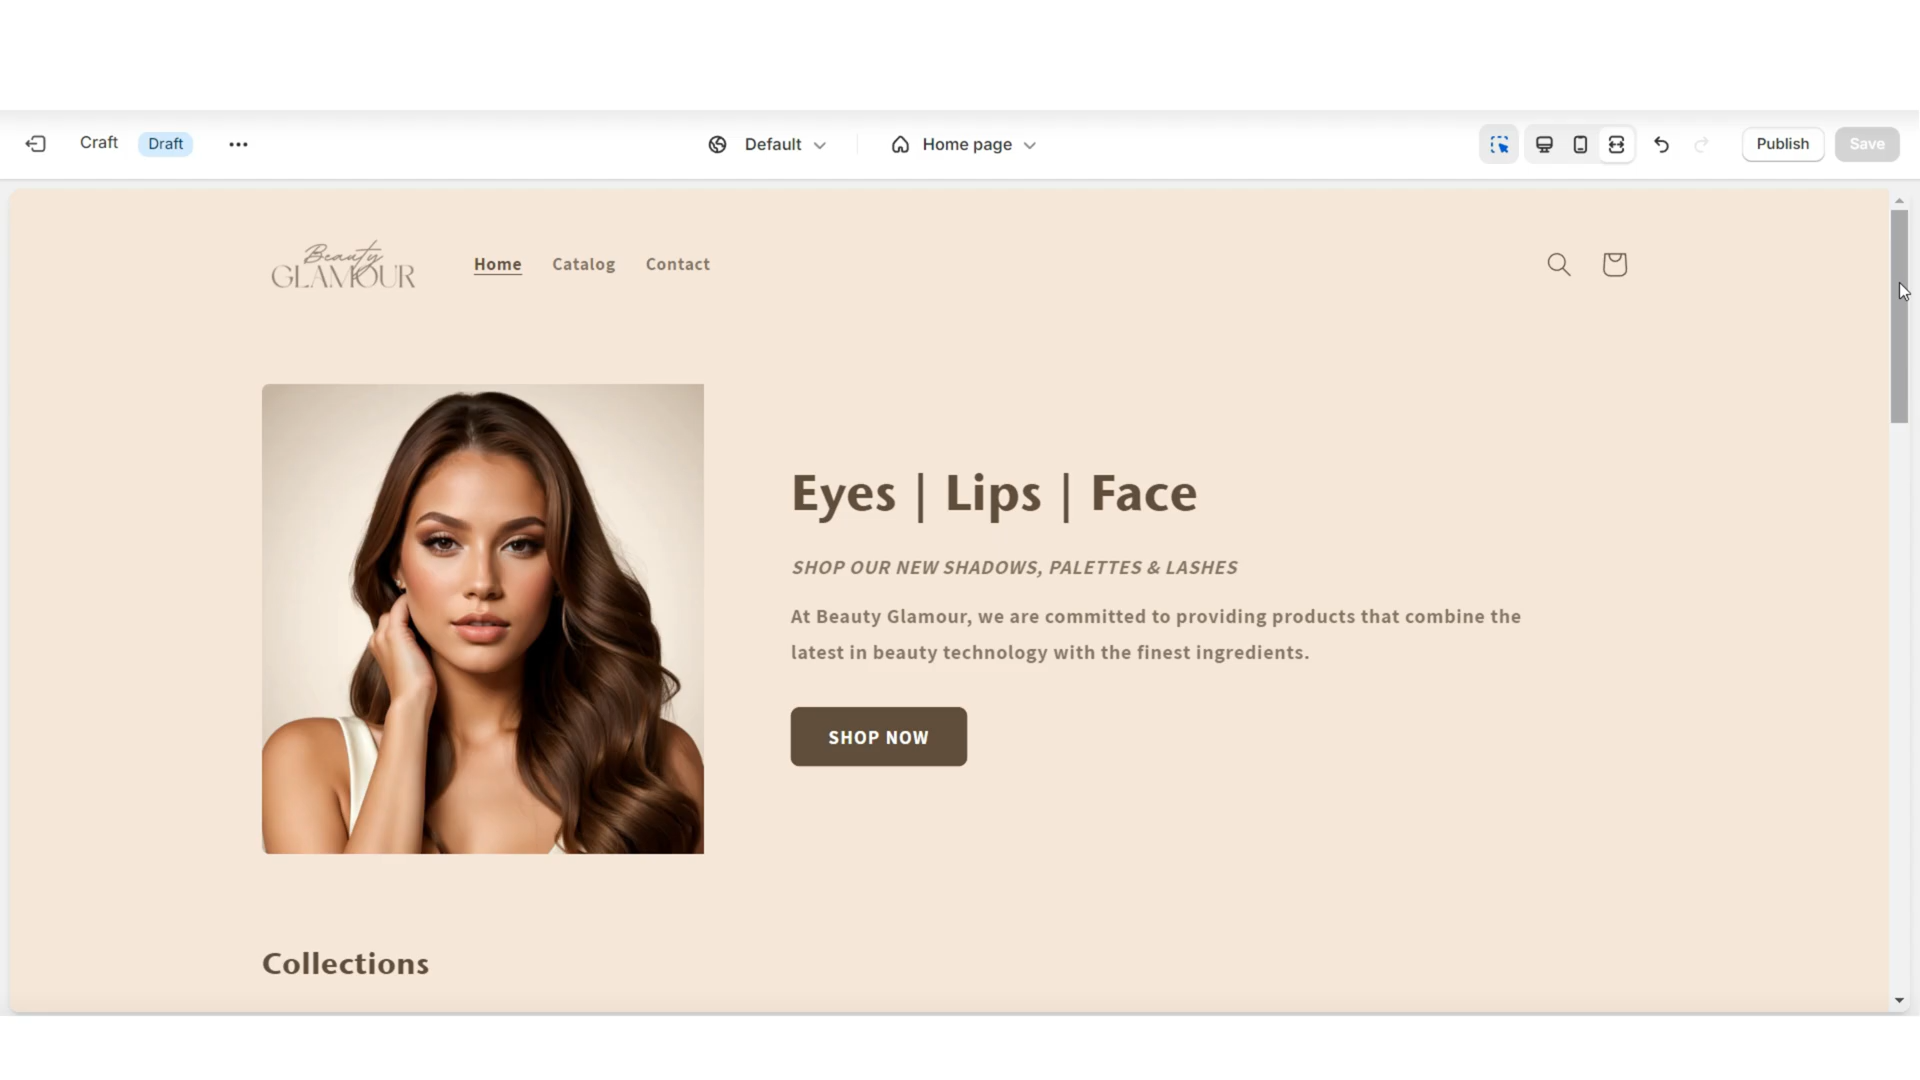 Craft
Draft
Default
Home page
Publish
Save
Beauty
GLAMOUR
Home
Catalog
Contact
Eyes | Lips | Face
SHOP OUR NEW SHADOWS, PALETTES & LASHES
At Beauty Glamour, we are committed to providing products that combine the
latest in beauty technology with the finest ingredients.
SHOP NOW
Collections